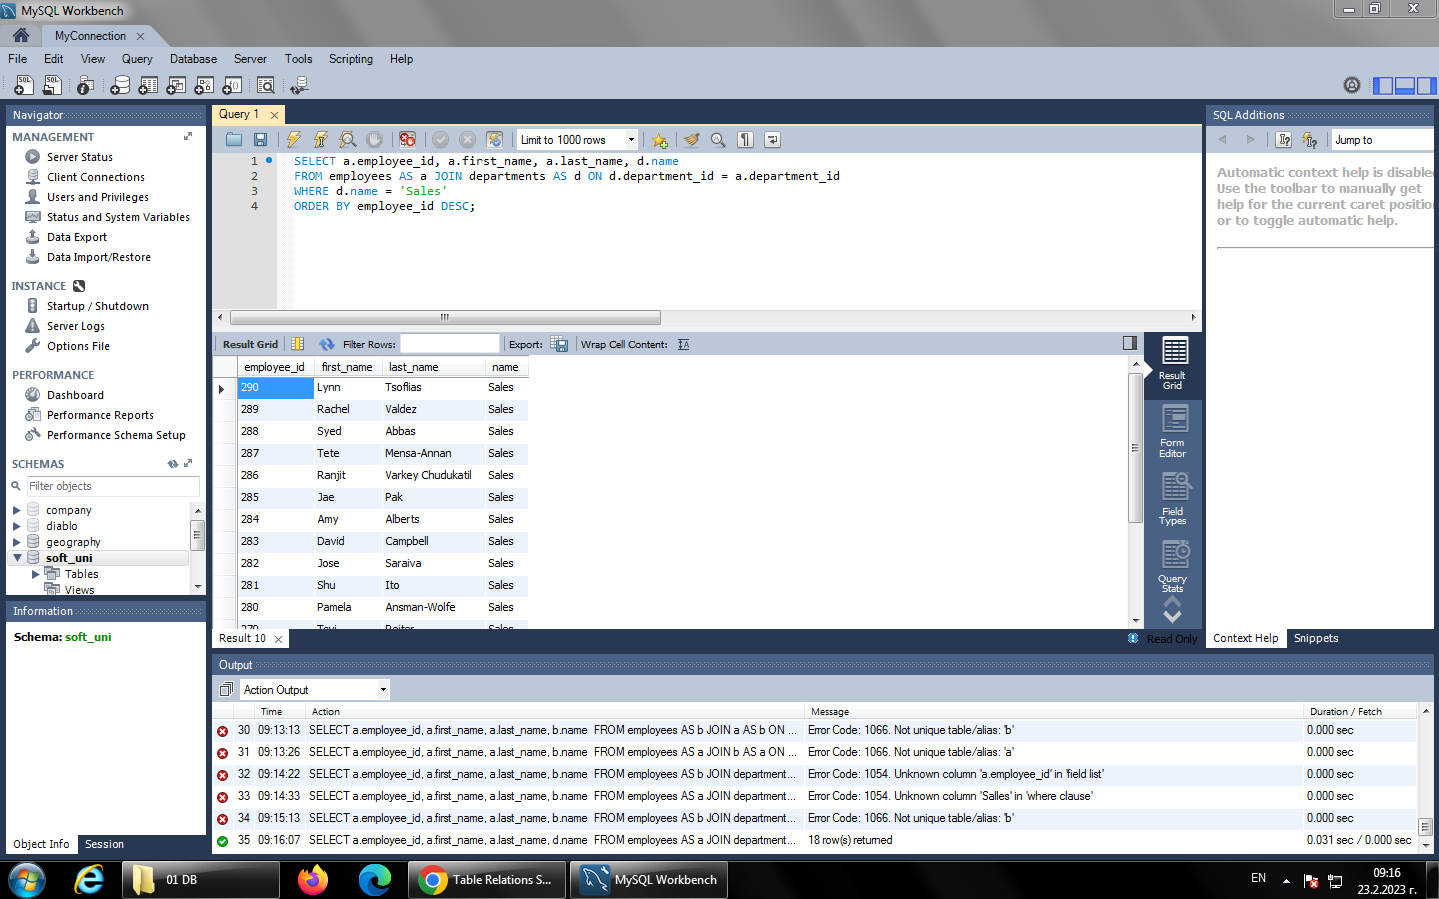 MySQL Workbench
MyConnection
File Edit View Query Database Server Tools Scripting Help
Navigator
MANAGEMENT
Server Status
Client Connections
Users and Privileges
Status and System Variables
Data Export
Data Import/Restore
INSTANCE
Startup / Shutdown
Server Logs
Options File
PERFORMANCE
Dashboard
Performance Reports
Performance Schema Setup
SCHEMAS
Filter objects
company
diablo
geography
soft_uni
Tables
Views
Information
Schema: soft_uni
Object Info Session
Query 1
Limit to 1000 rows
1 SELECT a.employee_id, a.first_name, a.last_name, d.name
2 FROM employees AS a JOIN departments AS d ON d.department_id = a.department_id
3 WHERE d.name = 'Sales'
4 ORDER BY employee_id DESC;
Result Grid Filter Rows: Export: Wrap Cell Content:
employee_id first_name last_name name
290 Lynn Tsoflias Sales
289 Rachel Valdez Sales
288 Syed Abbas Sales
287 Tete Mensa-Annan Sales
286 Ranjit Varkey Chudukatil Sales
285 Jae Pak Sales
284 Amy Alberts Sales
283 David Campbell Sales
282 Jose Saraiva Sales
281 Shu Ito Sales
280 Pamela Ansman-Wolfe Sales
279 Tsvi Reiter Sales
Result Grid
Form Editor
Field Types
Query Stats
Result 10
Read Only
SQL Additions
Jump to
Automatic context help is disabled
Use the toolbar to manually get
help for the current caret position
or to toggle automatic help.
Context Help Snippets
Output
Action Output
Time Action Message Duration / Fetch
30 09:13:13 SELECT a.employee_id, a.first_name, a.last_name, b.name FROM employees AS b JOIN a AS b ON ... Error Code: 1066. Not unique table/alias: 'b' 0.000 sec
31 09:13:26 SELECT a.employee_id, a.first_name, a.last_name, b.name FROM employees AS a JOIN b AS a ON ... Error Code: 1066. Not unique table/alias: 'a' 0.000 sec
32 09:14:22 SELECT a.employee_id, a.first_name, a.last_name, b.name FROM employees AS b JOIN department... Error Code: 1054. Unknown column 'a.employee_id' in 'field list' 0.000 sec
33 09:14:33 SELECT a.employee_id, a.first_name, a.last_name, b.name FROM employees AS a JOIN department... Error Code: 1054. Unknown column 'Salles' in 'where clause' 0.000 sec
34 09:15:13 SELECT a.employee_id, a.first_name, a.last_name, b.name FROM employees AS b JOIN department... Error Code: 1066. Not unique table/alias: 'b' 0.000 sec
35 09:16:07 SELECT a.employee_id, a.first_name, a.last_name, d.name FROM employees AS a JOIN department... 18 row(s) returned 0.031 sec / 0.000 sec
01 DB
Table Relations S...
MySQL Workbench
EN
09:16
23.2.2023 г.